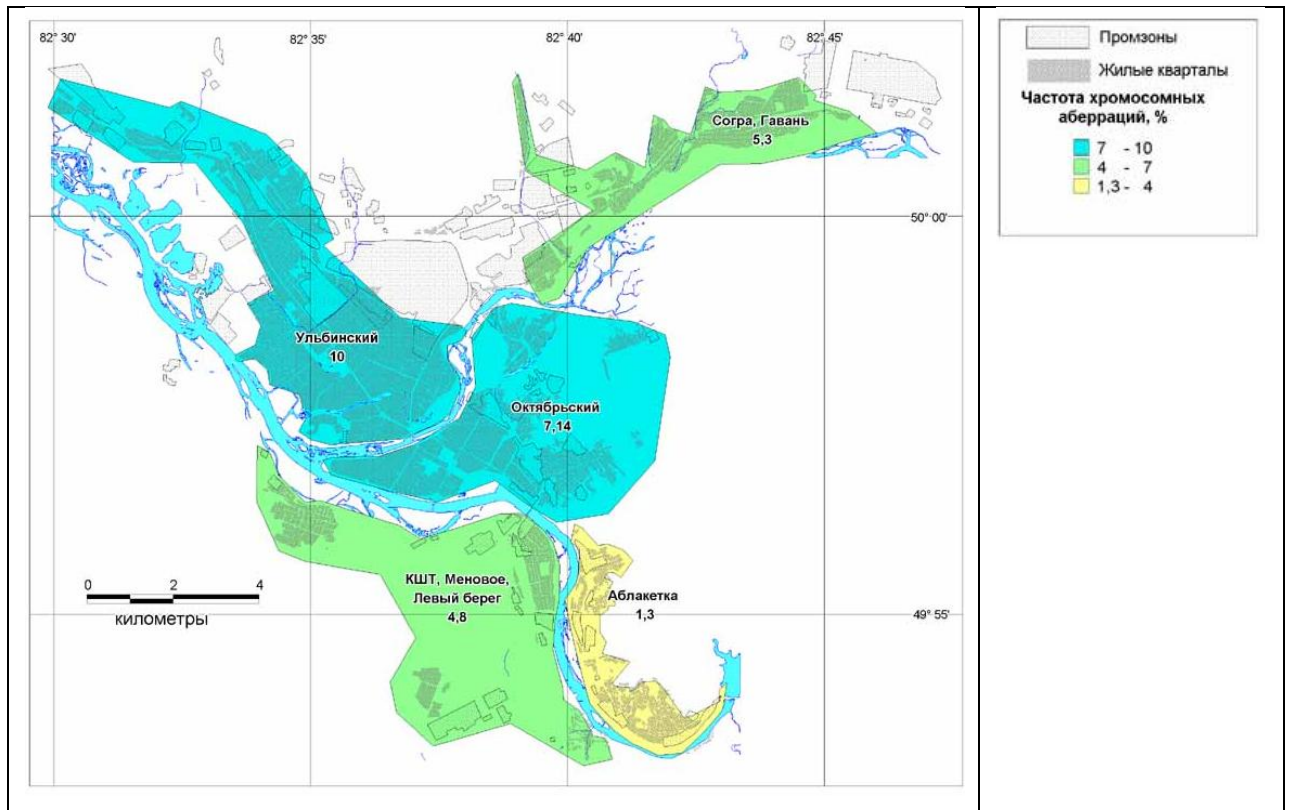 82° 30'
82° 35'
82° 40'
82° 45'
Согра, Гавань
5,3
50° 00'
Ульбинский
10
Октябрьский
7,14
КШТ, Меновое,
Левый берег
4,8
Аблакетка
1,3
49° 55'
0 2 4
километры
Промзоны
Жилые кварталы
Частота хромосомных
аберраций, %
7 - 10
4 - 7
1,3 - 4